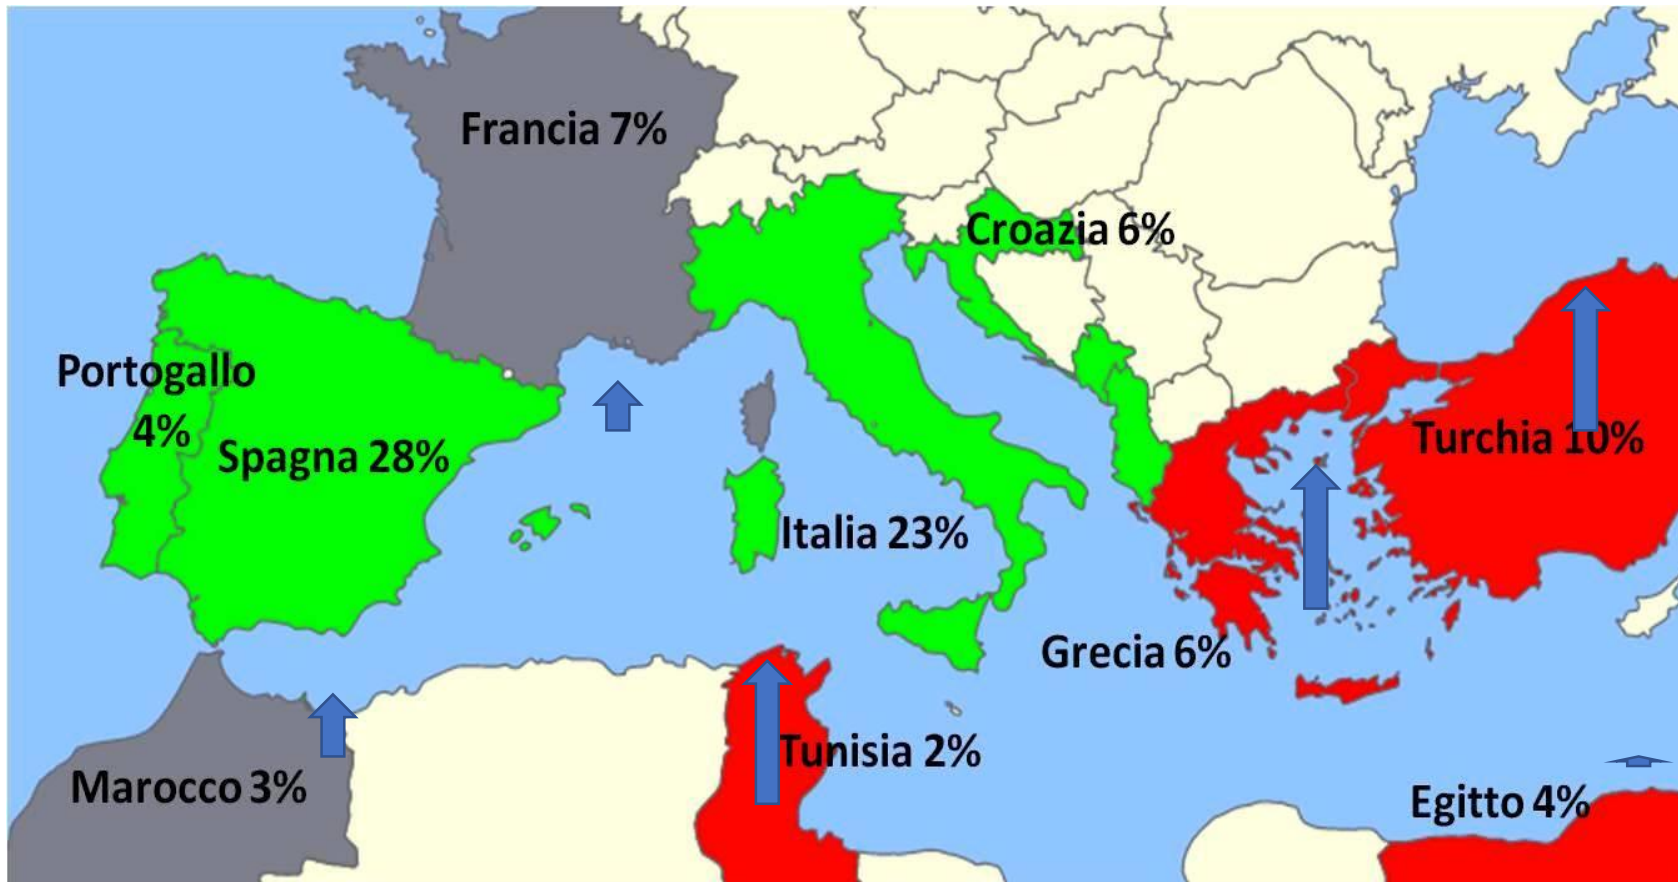 Francia 7%
Croazia 6%
Portogallo
4%
Spagna 28%
Turchia 10%
Italia 23%
Grecia 6%
Tunisia 2%
Marocco 3%
Egitto 4%